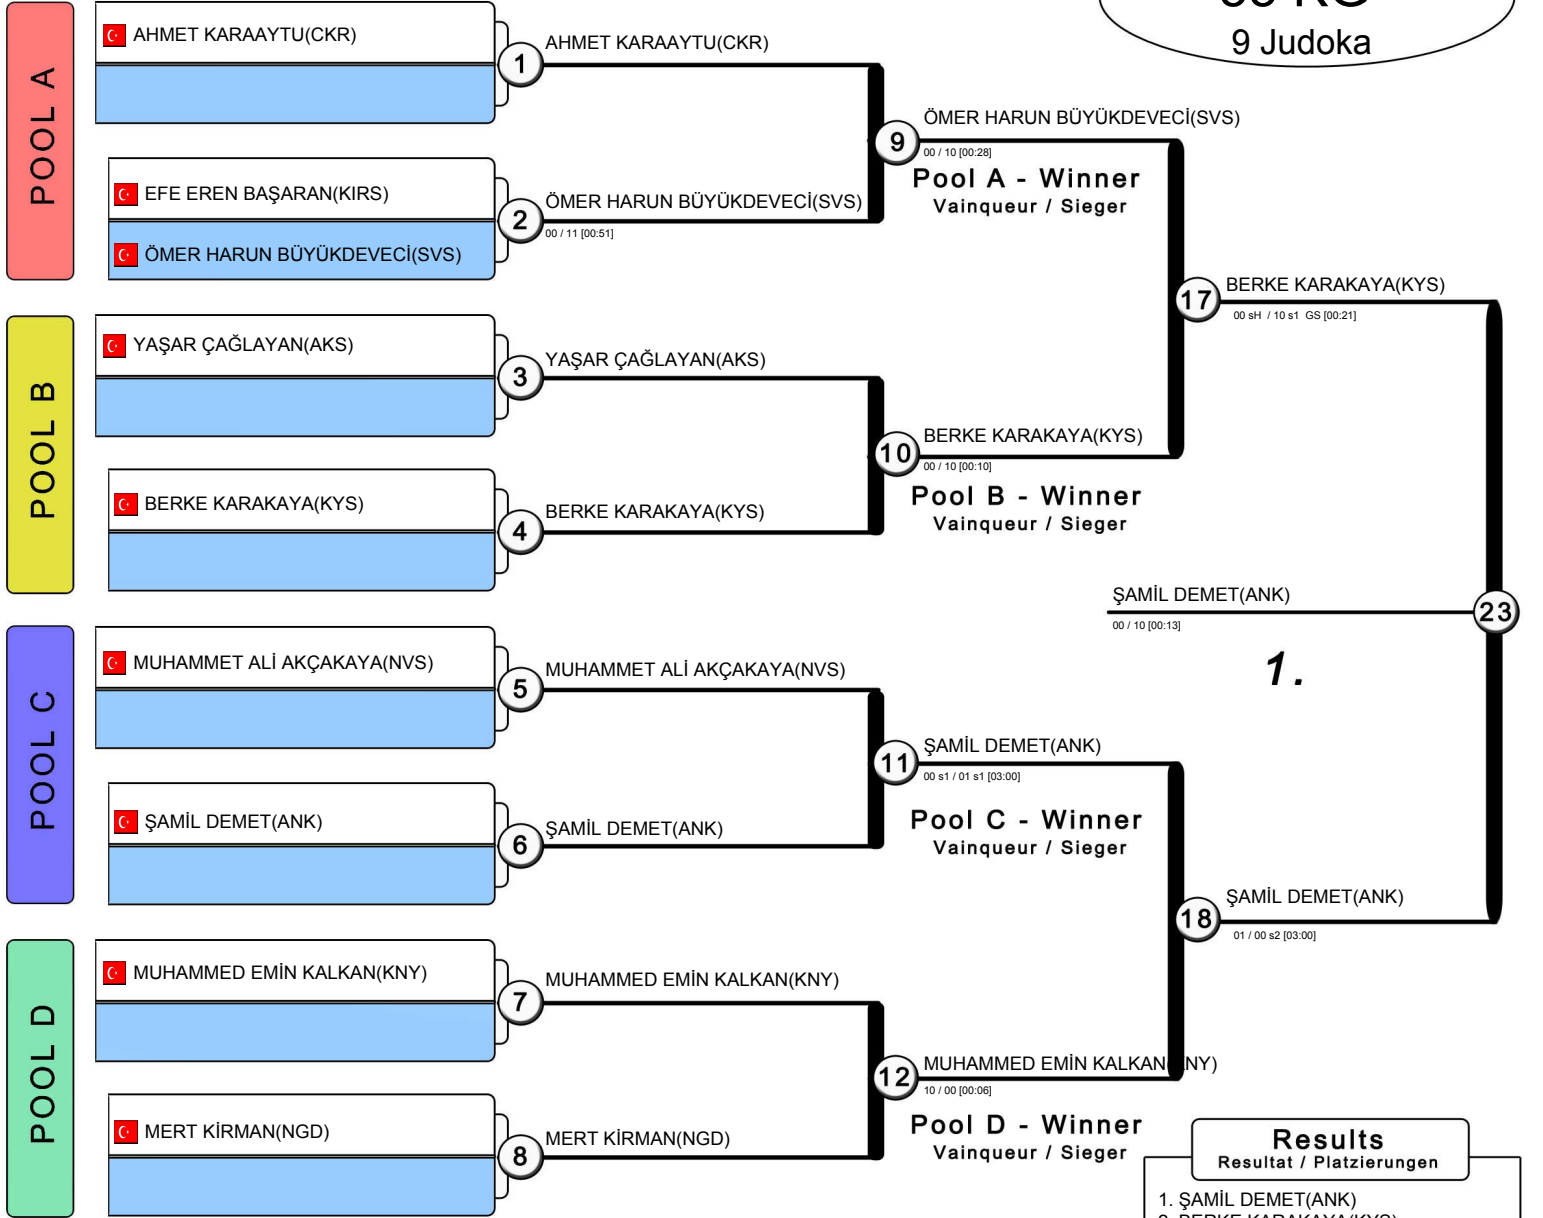 KG
9 Judoka
POOL A
AHMET KARAAYTU(CKR)
1
AHMET KARAAYTU(CKR)
EFE EREN BAŞARAN(KIRS)
ÖMER HARUN BÜYÜKDEVECİ(SVS)
2
ÖMER HARUN BÜYÜKDEVECİ(SVS)
00 / 11 [00:51]
9
ÖMER HARUN BÜYÜKDEVECİ(SVS)
00 / 10 [00:28]
Pool A - Winner
Vainqueur / Sieger
POOL B
YAŞAR ÇAĞLAYAN(AKS)
3
YAŞAR ÇAĞLAYAN(AKS)
BERKE KARAKAYA(KYS)
4
BERKE KARAKAYA(KYS)
10
BERKE KARAKAYA(KYS)
00 / 10 [00:10]
Pool B - Winner
Vainqueur / Sieger
17
BERKE KARAKAYA(KYS)
00 sH / 10 s1 GS [00:21]
POOL C
MUHAMMET ALİ AKÇAKAYA(NVS)
5
MUHAMMET ALİ AKÇAKAYA(NVS)
ŞAMİL DEMET(ANK)
6
ŞAMİL DEMET(ANK)
11
ŞAMİL DEMET(ANK)
00 s1 / 01 s1 [03:00]
Pool C - Winner
Vainqueur / Sieger
POOL D
MUHAMMED EMİN KALKAN(KNY)
7
MUHAMMED EMİN KALKAN(KNY)
MERT KİRMAN(NGD)
8
MERT KİRMAN(NGD)
12
MUHAMMED EMİN KALKAN(KNY)
10 / 00 [00:06]
Pool D - Winner
Vainqueur / Sieger
18
ŞAMİL DEMET(ANK)
01 / 00 s2 [03:00]
23
ŞAMİL DEMET(ANK)
00 / 10 [00:13]
1.
Results
Resultat / Platzierungen
1. ŞAMİL DEMET(ANK)
2. BERKE KARAKAYA(KYS)